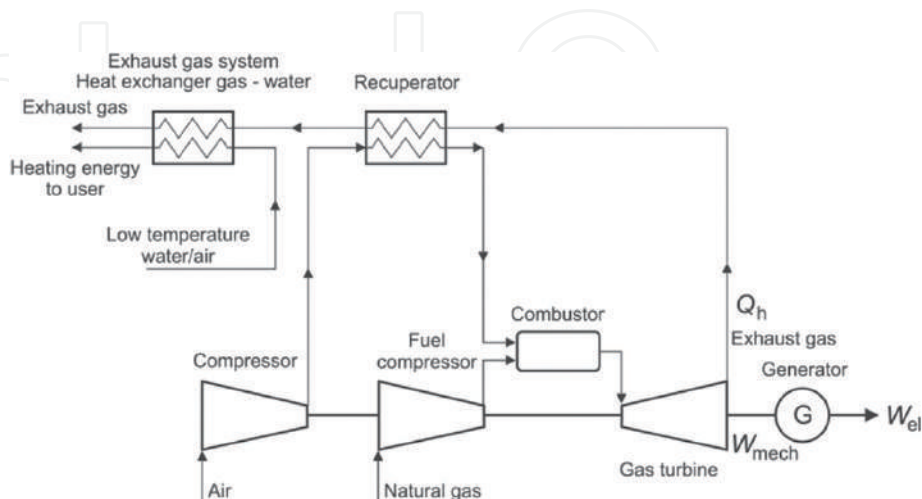 Exhaust gas system
Heat exchanger gas - water
Recuperator
Exhaust gas
Heating energy
to user
Low temperature
water/air
Qh
Exhaust gas
Combustor
Fuel
compressor
Compressor
Generator
G
Wel
Wmech
Gas turbine
Air
Natural gas